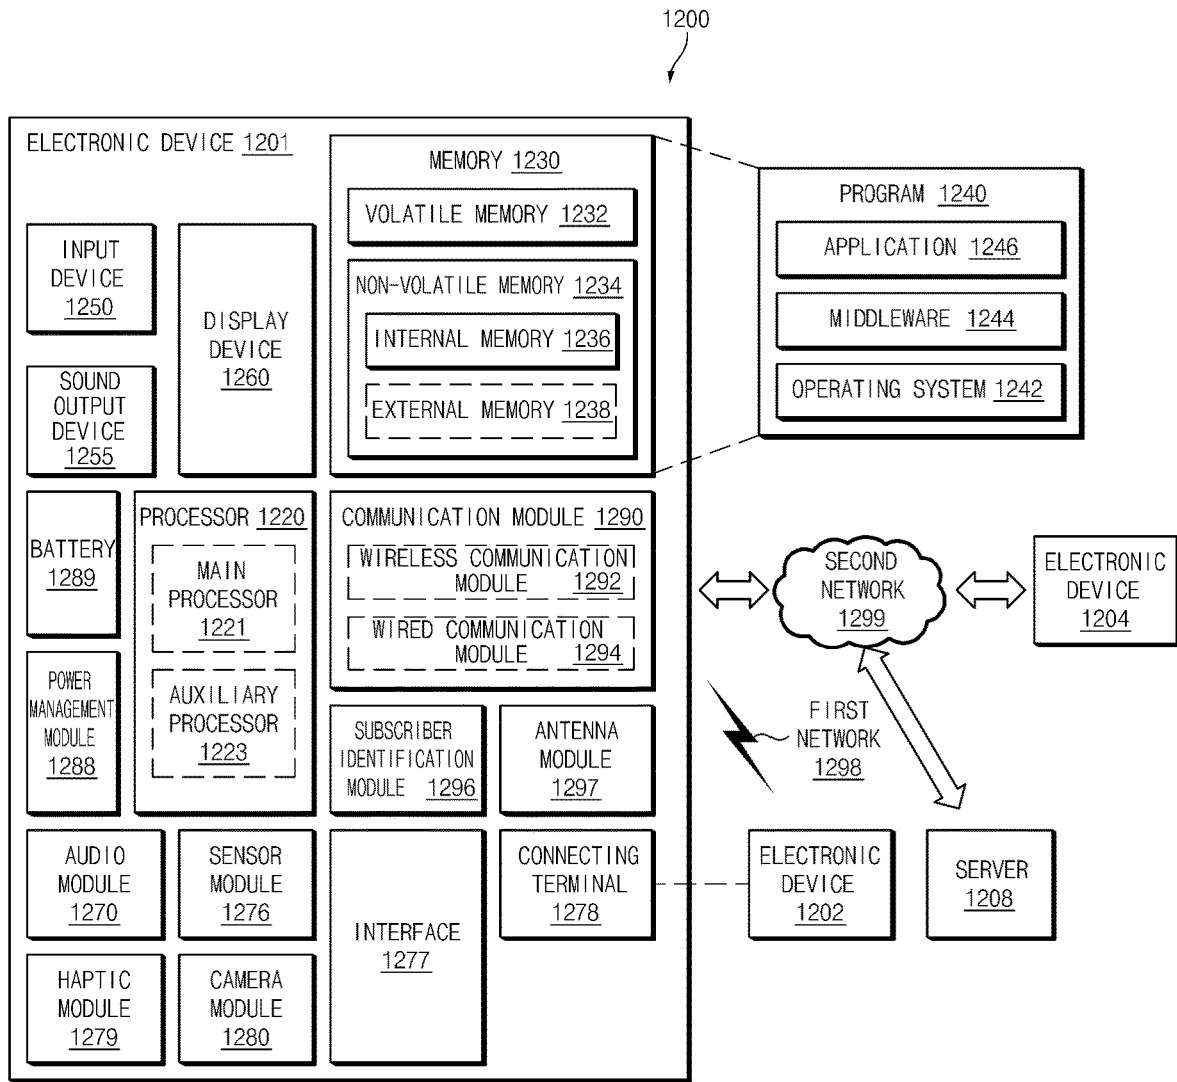 1200
ELECTRONIC DEVICE 1201
MEMORY 1230
VOLATILE MEMORY 1232
NON-VOLATILE MEMORY 1234
INTERNAL MEMORY 1236
EXTERNAL MEMORY 1238
PROGRAM 1240
APPLICATION 1246
MIDDLEWARE 1244
OPERATING SYSTEM 1242
INPUT
DEVICE
1250
DISPLAY
DEVICE
1260
SOUND
OUTPUT
DEVICE
1255
BATTERY
1289
PROCESSOR 1220
MAIN
PROCESSOR
1221
AUXILIARY
PROCESSOR
1223
COMMUNICATION MODULE 1290
WIRELESS COMMUNICATION
MODULE 1292
WIRED COMMUNICATION
MODULE 1294
SECOND
NETWORK
1299
ELECTRONIC
DEVICE
1204
POWER
MANAGEMENT
MODULE
1288
SUBSCRIBER
IDENTIFICATION
MODULE 1296
ANTENNA
MODULE
1297
FIRST
NETWORK
1298
AUDIO
MODULE
1270
SENSOR
MODULE
1276
INTERFACE
1277
CONNECTING
TERMINAL
1278
ELECTRONIC
DEVICE
1202
SERVER
1208
HAPTIC
MODULE
1279
CAMERA
MODULE
1280